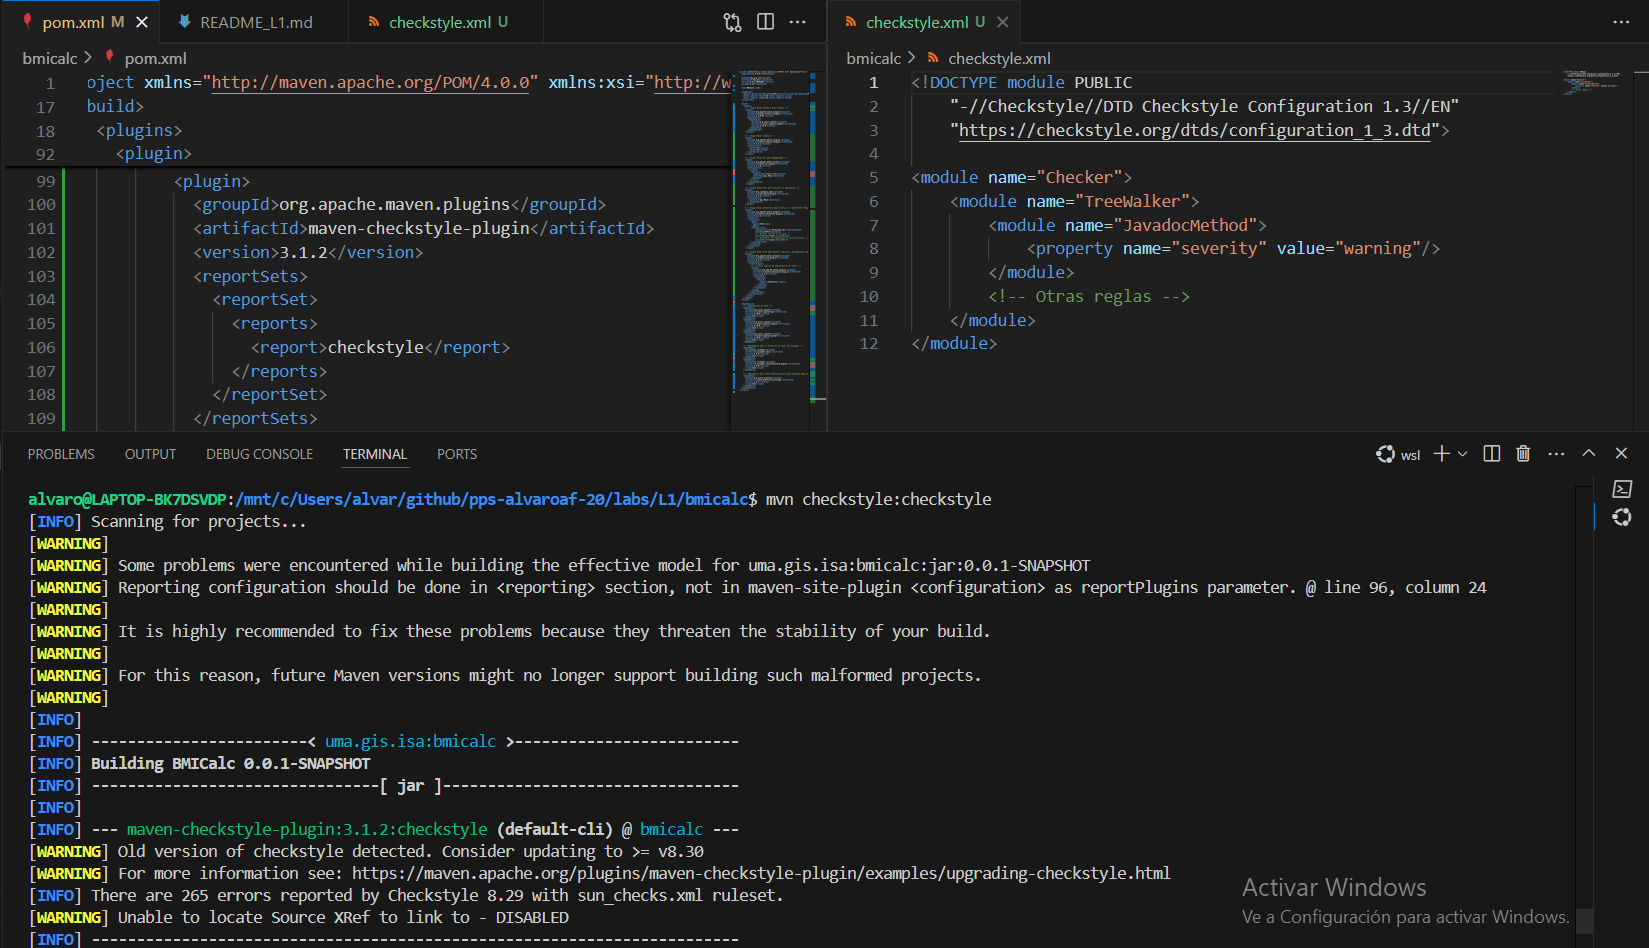 pom.xml M
README_L1.md
checkstyle.xml U
bmicalc > pom.xml
1 oject xmlns="http://maven.apache.org/POM/4.0.0" xmlns:xsi="http://w
17 build>
18 <plugins>
92 <plugin>
99 <plugin>
100 <groupId>org.apache.maven.plugins</groupId>
101 <artifactId>maven-checkstyle-plugin</artifactId>
102 <version>3.1.2</version>
103 <reportSets>
104 <reportSet>
105 <reports>
106 <report>checkstyle</report>
107 </reports>
108 </reportSet>
109 </reportSets>
checkstyle.xml U
bmicalc > checkstyle.xml
1 <!DOCTYPE module PUBLIC
2 "-//Checkstyle//DTD Checkstyle Configuration 1.3//EN"
3 "https://checkstyle.org/dtds/configuration_1_3.dtd">
4
5 <module name="Checker">
6 <module name="TreeWalker">
7 <module name="JavadocMethod">
8 <property name="severity" value="warning"/>
9 </module>
10 <!-- Otras reglas -->
11 </module>
12 </module>
PROBLEMS OUTPUT DEBUG CONSOLE TERMINAL PORTS
wsl
alvaro@LAPTOP-BK7DSVDP:/mnt/c/Users/alvar/github/pps-alvaroaf-20/labs/L1/bmicalc$ mvn checkstyle:checkstyle
[INFO] Scanning for projects...
[WARNING]
[WARNING] Some problems were encountered while building the effective model for uma.gis.isa:bmicalc:jar:0.0.1-SNAPSHOT
[WARNING] Reporting configuration should be done in <reporting> section, not in maven-site-plugin <configuration> as reportPlugins parameter. @ line 96, column 24
[WARNING]
[WARNING] It is highly recommended to fix these problems because they threaten the stability of your build.
[WARNING]
[WARNING] For this reason, future Maven versions might no longer support building such malformed projects.
[WARNING]
[INFO]
[INFO] ------------------------< uma.gis.isa:bmicalc >-------------------------
[INFO] Building BMICalc 0.0.1-SNAPSHOT
[INFO] --------------------------------[ jar ]---------------------------------
[INFO]
[INFO] --- maven-checkstyle-plugin:3.1.2:checkstyle (default-cli) @ bmicalc ---
[WARNING] Old version of checkstyle detected. Consider updating to >= v8.30
[WARNING] For more information see: https://maven.apache.org/plugins/maven-checkstyle-plugin/examples/upgrading-checkstyle.html
[INFO] There are 265 errors reported by Checkstyle 8.29 with sun_checks.xml ruleset.
[WARNING] Unable to locate Source XRef to link to - DISABLED
[INFO] ------------------------------------------------------------------------
Activar Windows
Ve a Configuración para activar Windows.